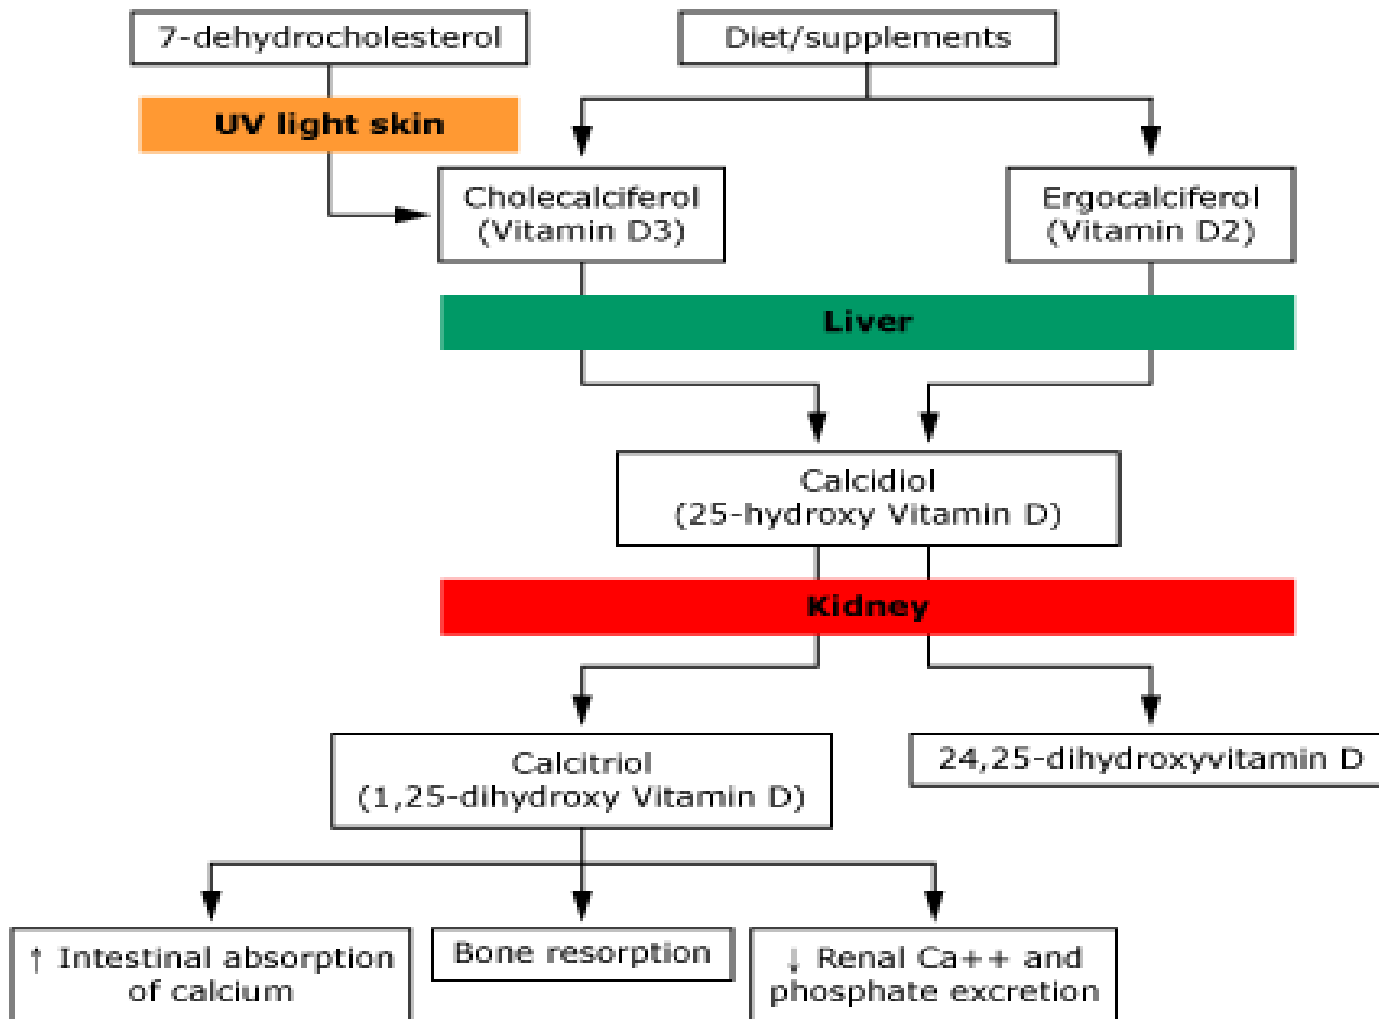 7-dehydrocholesterol
Diet/supplements
UV light skin
Cholecalciferol
(Vitamin D3)
Ergocalciferol
(Vitamin D2)
Liver
Calcidiol
(25-hydroxy Vitamin D)
Kidney
Calcitriol
(1,25-dihydroxy Vitamin D)
24,25-dihydroxyvitamin D
↑ Intestinal absorption
of calcium
Bone resorption
↓ Renal Ca++ and
phosphate excretion